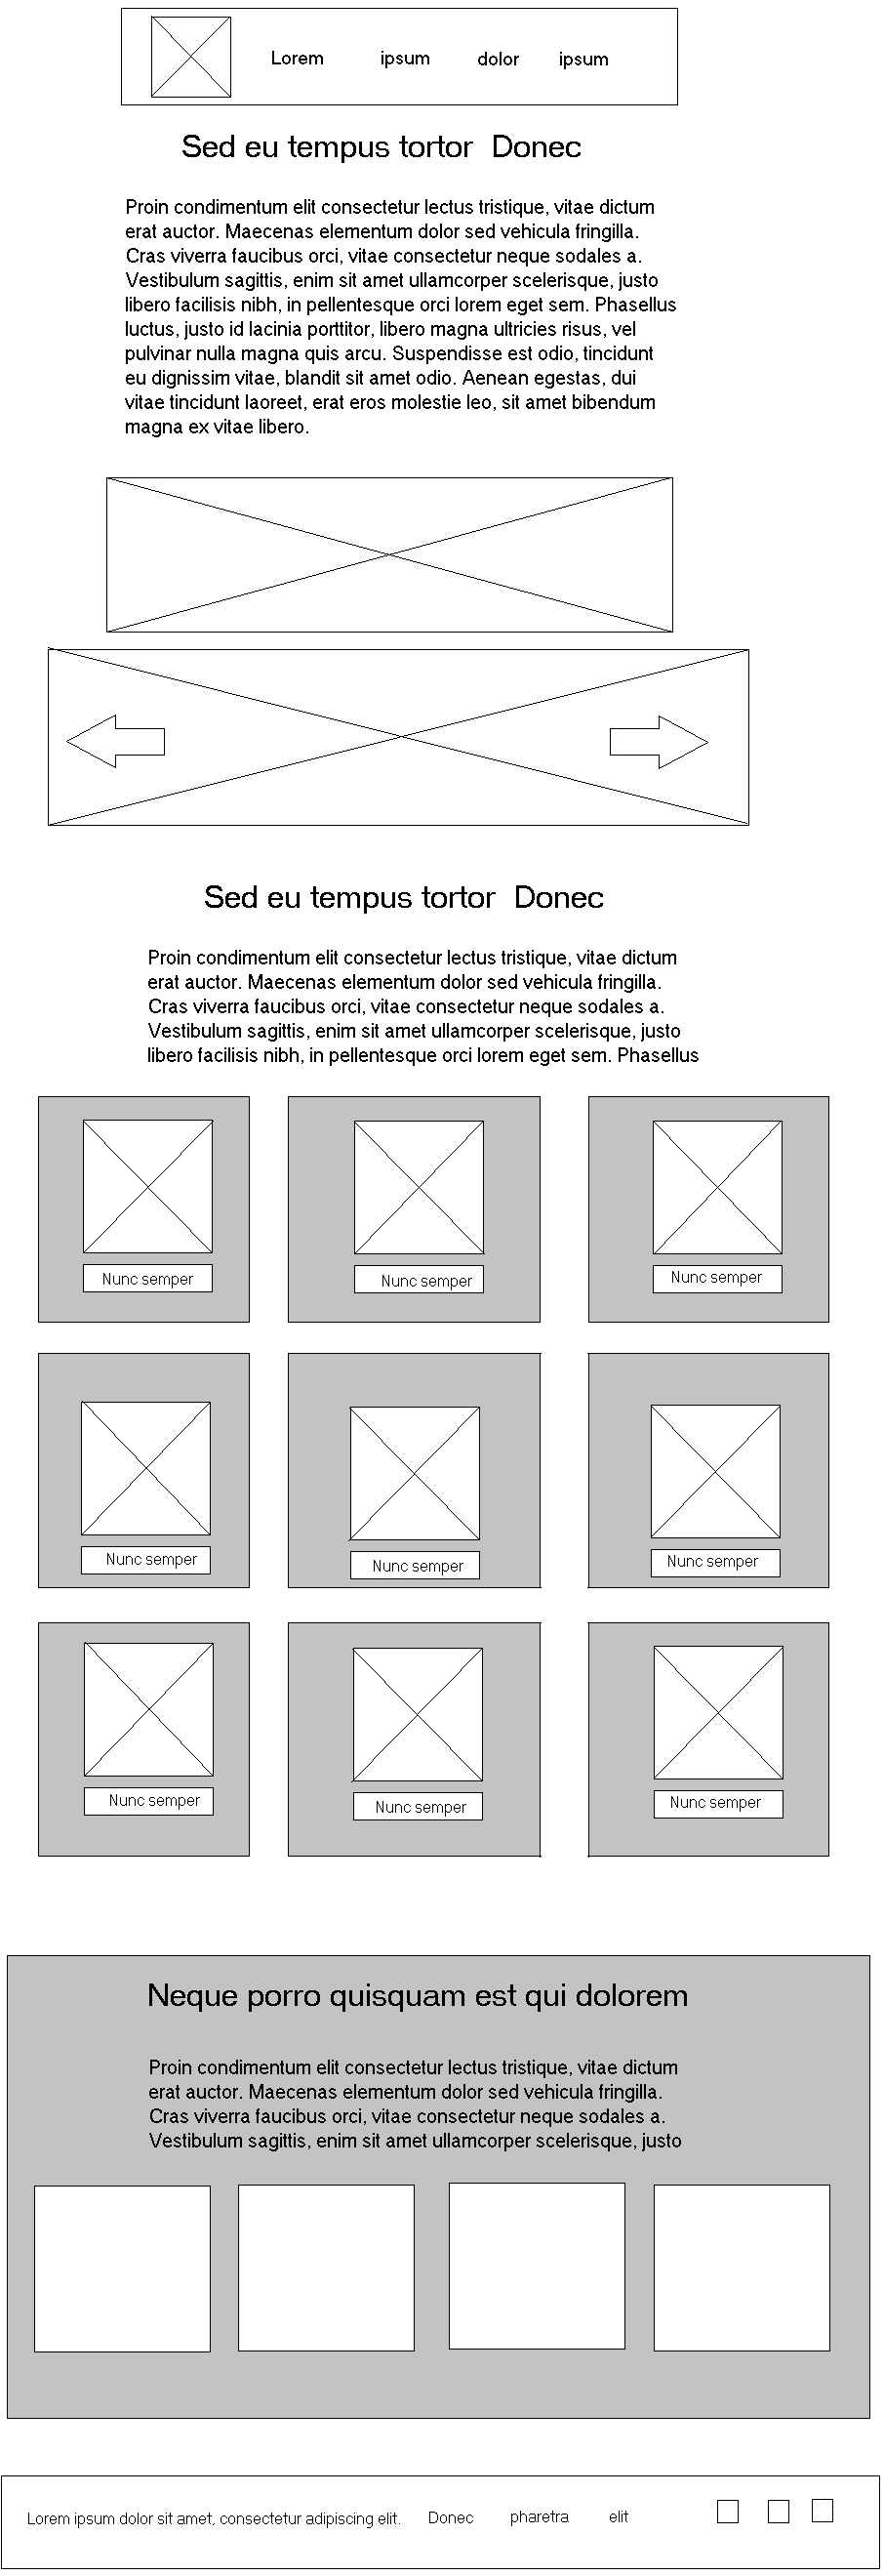 Lorem ipsum dolor ipsum
Sed eu tempus tortor Donec
Proin condimentum elit consectetur lectus tristique, vitae dictum
erat auctor. Maecenas elementum dolor sed vehicula fringilla.
Cras viverra faucibus orci, vitae consectetur neque sodales a.
Vestibulum sagittis, enim sit amet ullamcorper scelerisque, justo
libero facilisis nibh, in pellentesque orci lorem eget sem. Phasellus
luctus, justo id lacinia porttitor, libero magna ultricies risus, vel
pulvinar nulla magna quis arcu. Suspendisse est odio, tincidunt
eu dignissim vitae, blandit sit amet odio. Aenean egestas, dui
vitae tincidunt laoreet, erat eros molestie leo, sit amet bibendum
magna ex vitae libero.
Sed eu tempus tortor Donec
Proin condimentum elit consectetur lectus tristique, vitae dictum
erat auctor. Maecenas elementum dolor sed vehicula fringilla.
Cras viverra faucibus orci, vitae consectetur neque sodales a.
Vestibulum sagittis, enim sit amet ullamcorper scelerisque, justo
libero facilisis nibh, in pellentesque orci lorem eget sem. Phasellus
Nunc semper
Nunc semper
Nunc semper
Nunc semper
Nunc semper
Nunc semper
Nunc semper
Nunc semper
Nunc semper
Neque porro quisquam est qui dolorem
Proin condimentum elit consectetur lectus tristique, vitae dictum
erat auctor. Maecenas elementum dolor sed vehicula fringilla.
Cras viverra faucibus orci, vitae consectetur neque sodales a.
Vestibulum sagittis, enim sit amet ullamcorper scelerisque, justo
Lorem ipsum dolor sit amet, consectetur adipiscing elit. Donec pharetra elit